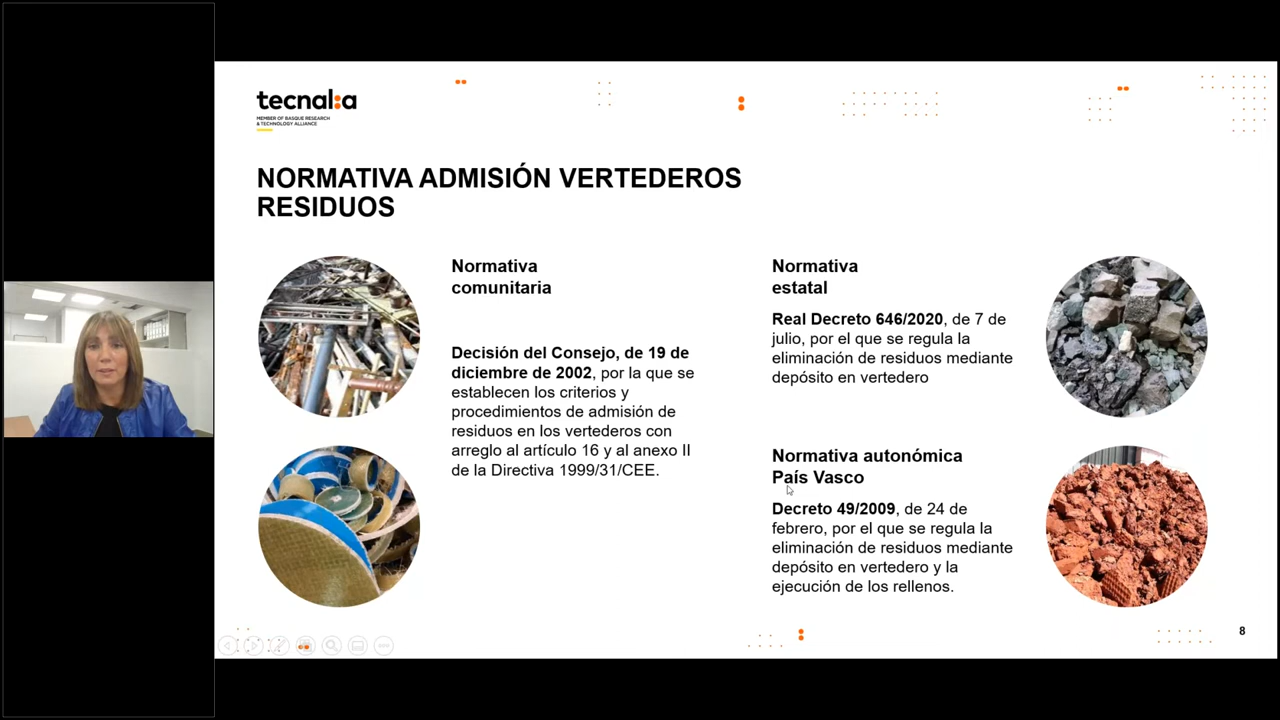 tecnalia
MEMBER OF BASQUE RESEARCH
& TECHNOLOGY ALLIANCE
NORMATIVA ADMISIÓN VERTEDEROS
RESIDUOS
Normativa
comunitaria
Decisión del Consejo, de 19 de
diciembre de 2002, por la que se
establecen los criterios y
procedimientos de admisión de
residuos en los vertederos con
arreglo al artículo 16 y al anexo II
de la Directiva 1999/31/CEE.
Normativa
estatal
Real Decreto 646/2020, de 7 de
julio, por el que se regula la
eliminación de residuos mediante
depósito en vertedero
Normativa autonómica
País Vasco
Decreto 49/2009, de 24 de
febrero, por el que se regula la
eliminación de residuos mediante
depósito en vertedero y la
ejecución de los rellenos.
8